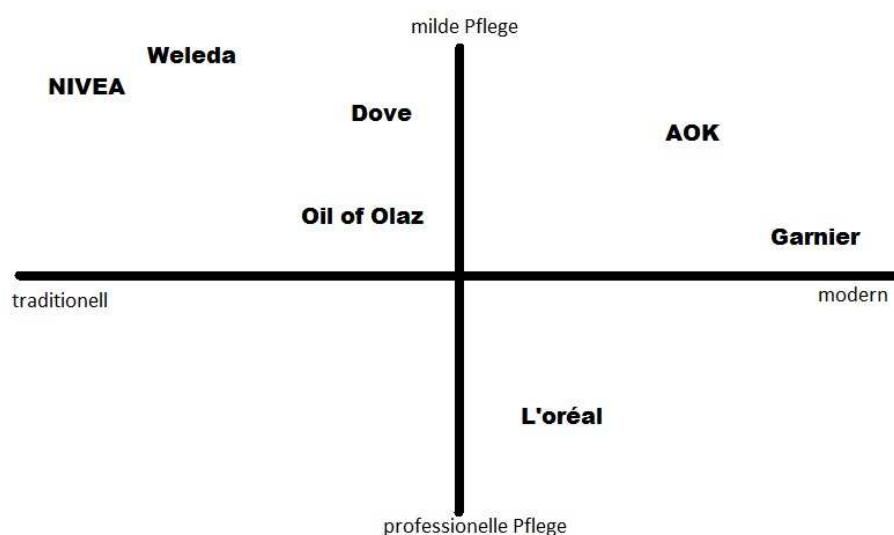 milde Pflege
Weleda
NIVEA
Dove
AOK
Oil of Olaz
Garnier
traditionell
modern
L'oréal
professionelle Pflege